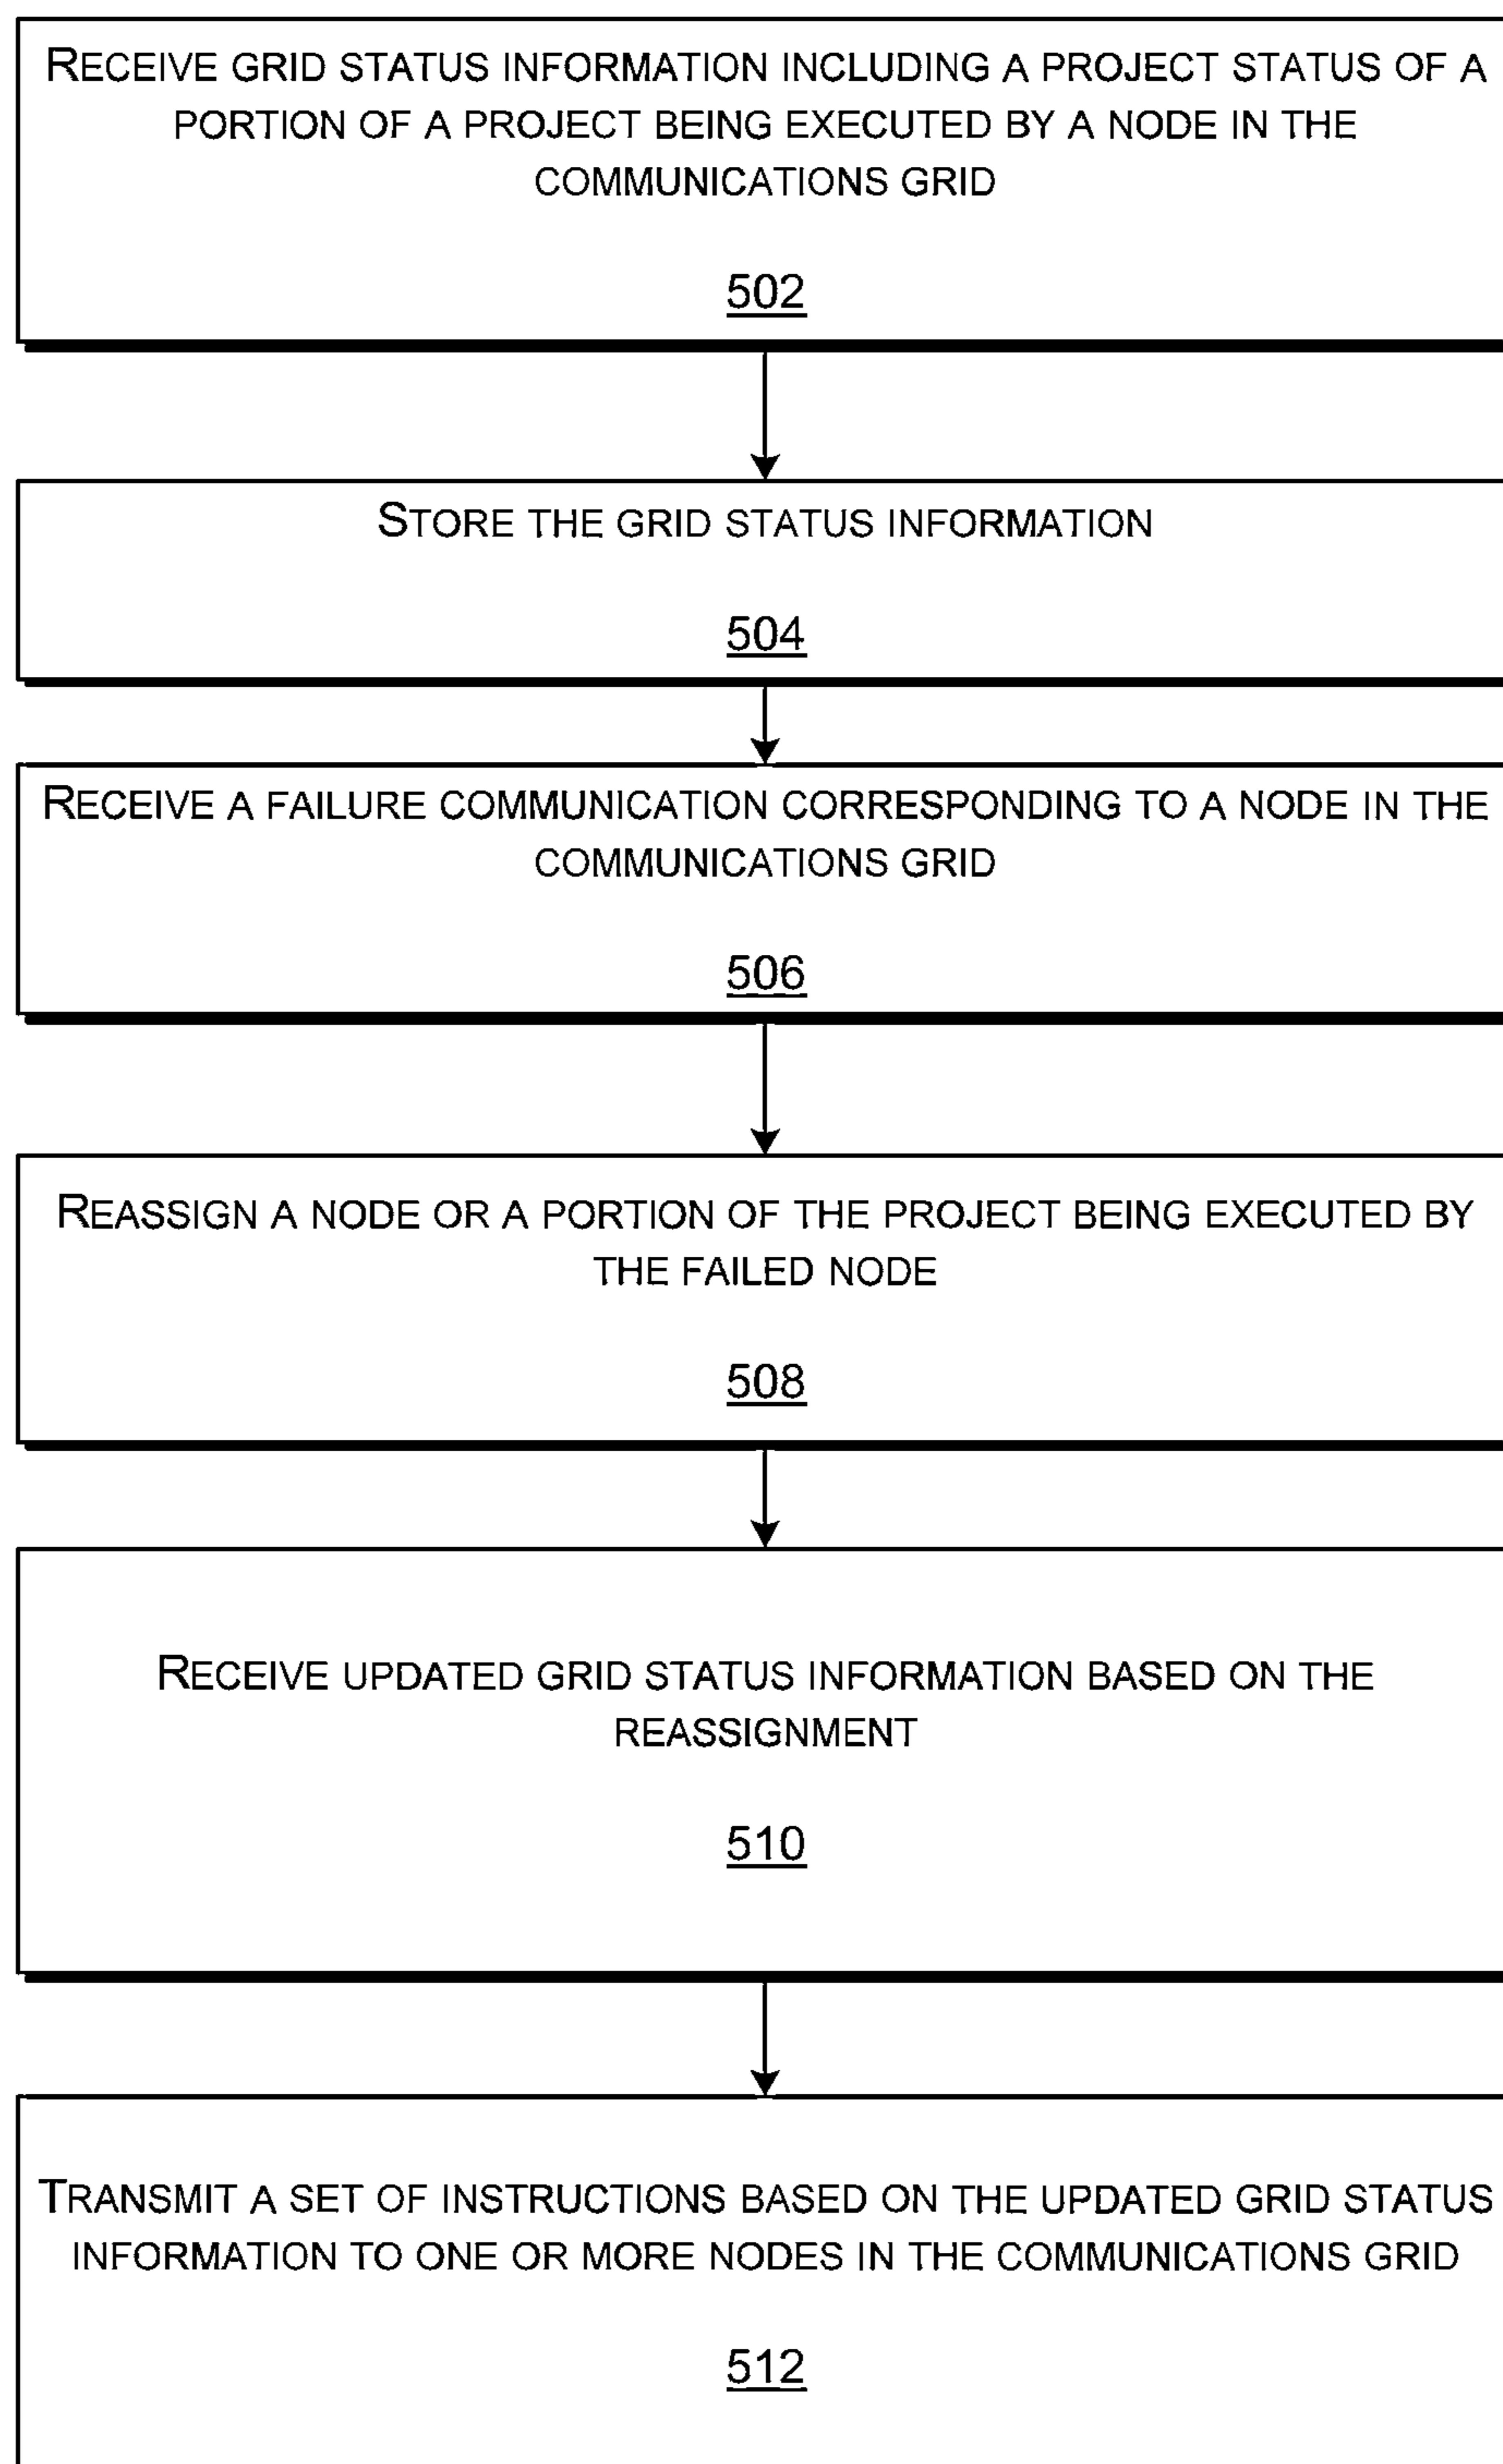 RECEIVE GRID STATUS INFORMATION INCLUDING A PROJECT STATUS OF A
PORTION OF A PROJECT BEING EXECUTED BY A NODE IN THE
COMMUNICATIONS GRID
502
STORE THE GRID STATUS INFORMATION
504
RECEIVE A FAILURE COMMUNICATION CORRESPONDING TO A NODE IN THE
COMMUNICATIONS GRID
506
REASSIGN A NODE OR A PORTION OF THE PROJECT BEING EXECUTED BY
THE FAILED NODE
508
RECEIVE UPDATED GRID STATUS INFORMATION BASED ON THE
REASSIGNMENT
510
TRANSMIT A SET OF INSTRUCTIONS BASED ON THE UPDATED GRID STATUS
INFORMATION TO ONE OR MORE NODES IN THE COMMUNICATIONS GRID
512